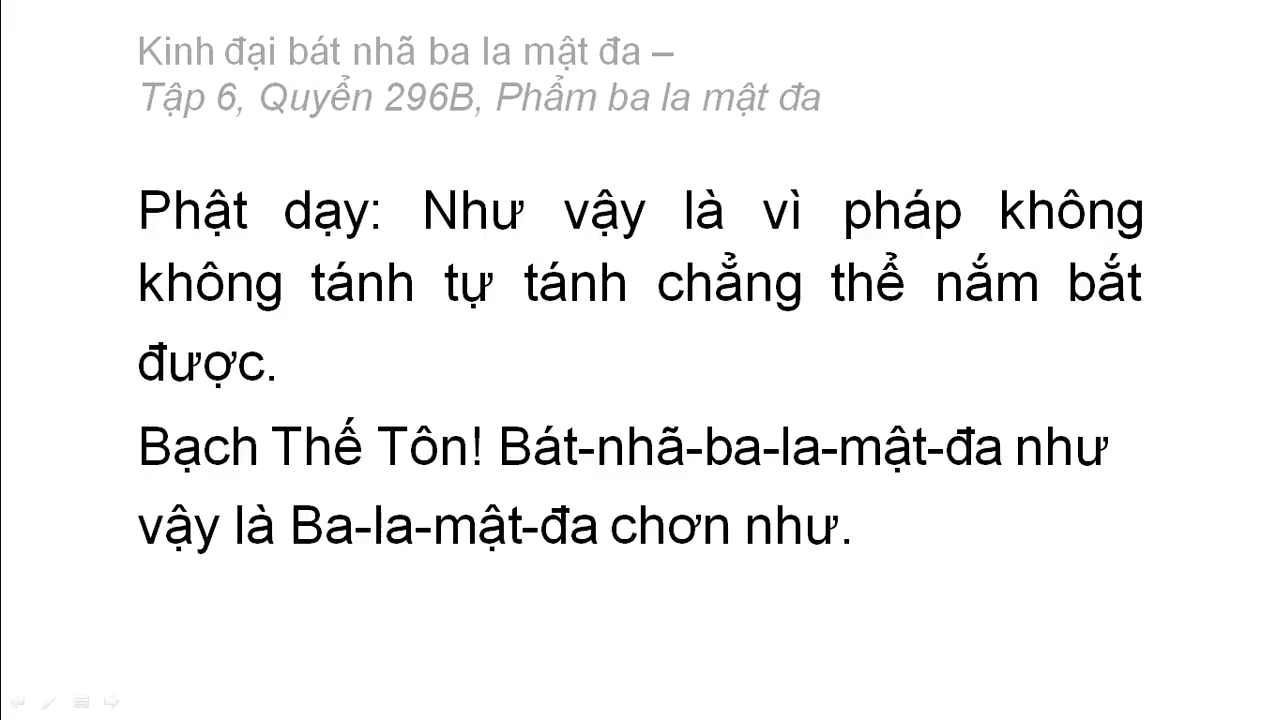 Kinh đại bát nhã ba la mật đa –
Tập 6, Quyển 296B, Phẩm ba la mật đa
Phật dạy: Như vậy là vì pháp không
không tánh tự tánh chẳng thể nắm bắt
được.
Bạch Thế Tôn! Bát-nhã-ba-la-mật-đa như
vậy là Ba-la-mật-đa chơn như.